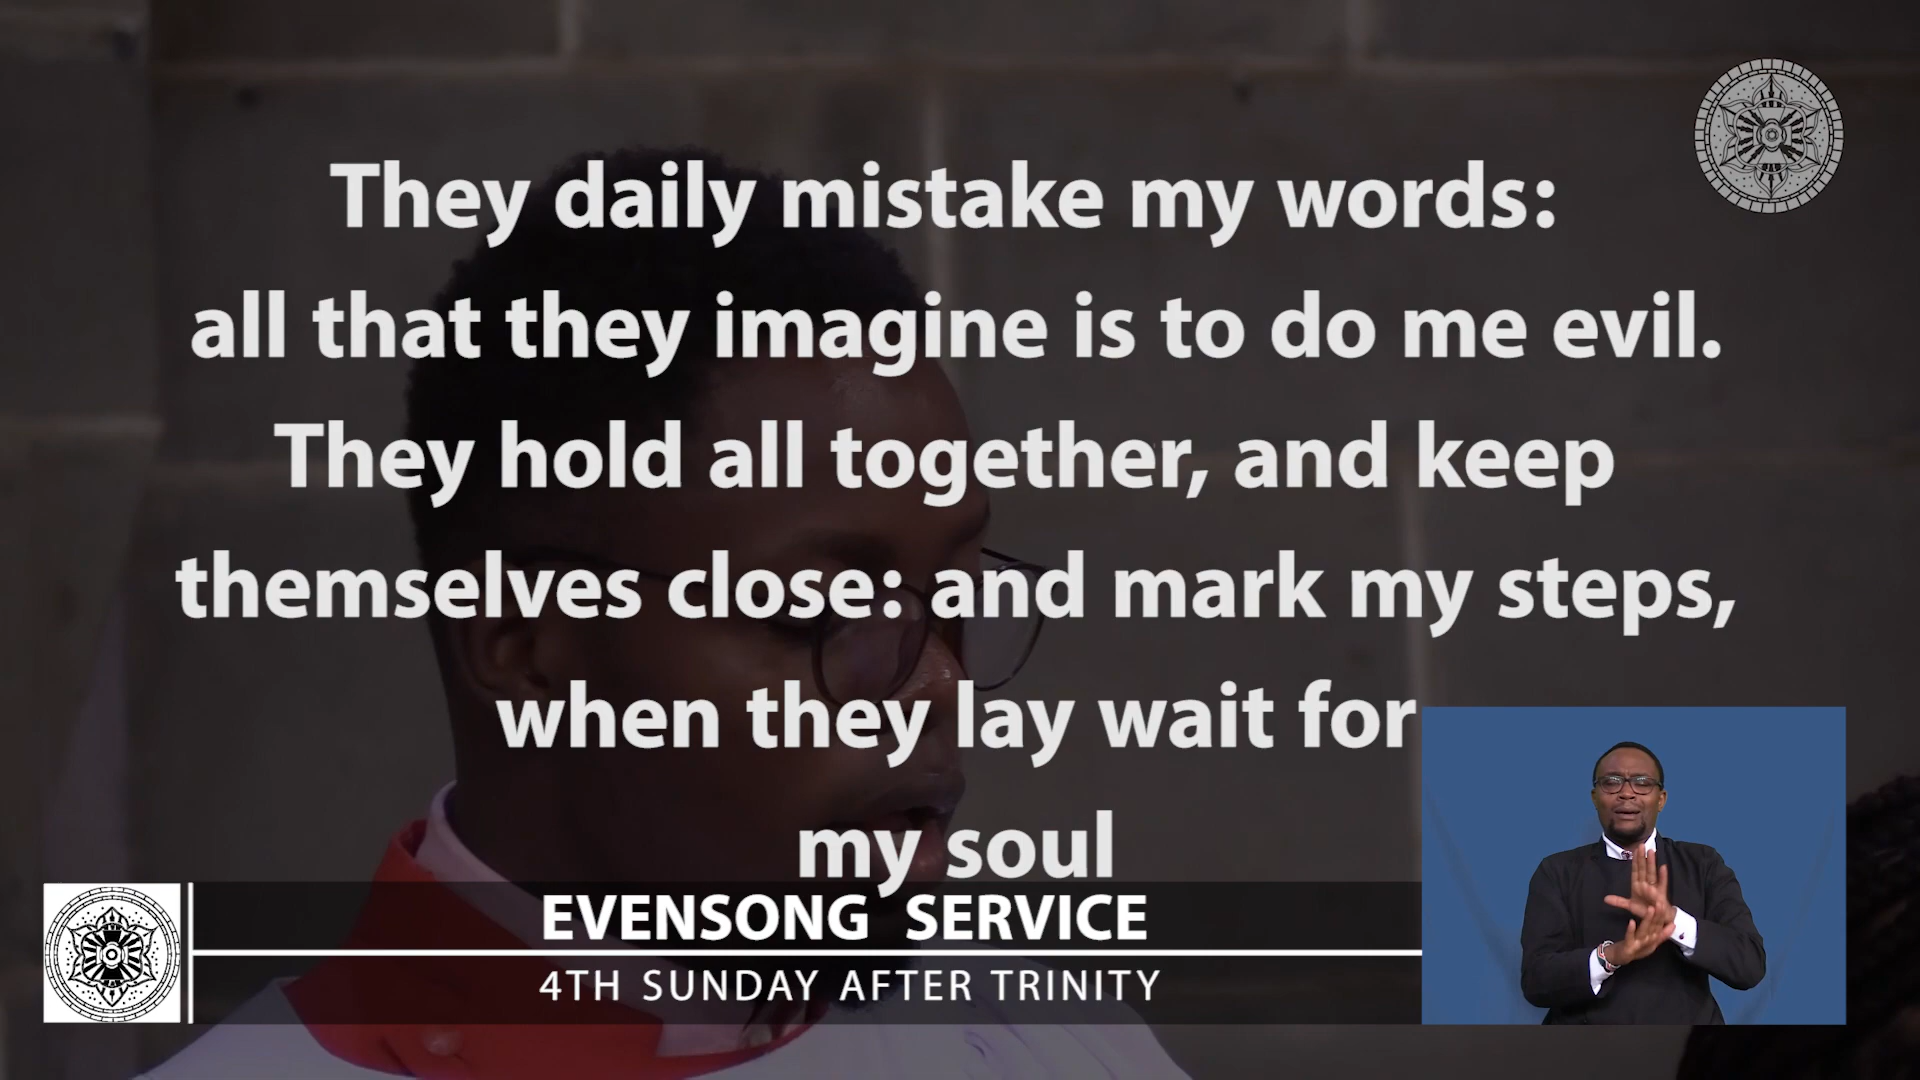 They daily mistake my words:
all that they imagine is to do me evil.
They hold all together, and keep
themselves close: and mark my steps,
when they lay wait for
my soul
EVENSONG SERVICE
4TH SUNDAY AFTER TRINITY